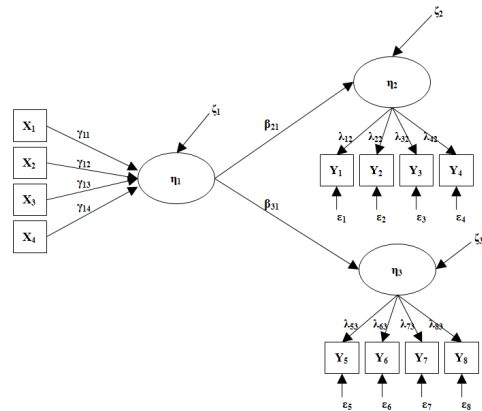 ζ₂
η₂
ζ₁
X₁
γ₁₁
β₂₁
λ₁₂ λ₂₂ λ₃₂ λ₄₂
X₂
γ₁₂
Y₁ Y₂ Y₃ Y₄
η₁
X₃
γ₁₃
X₄
γ₁₄
β₃₁
ε₁ ε₂ ε₃ ε₄
ζ₃
η₃
λ₅₃ λ₆₃ λ₇₃ λ₈₃
Y₅ Y₆ Y₇ Y₈
ε₅ ε₆ ε₇ ε₈